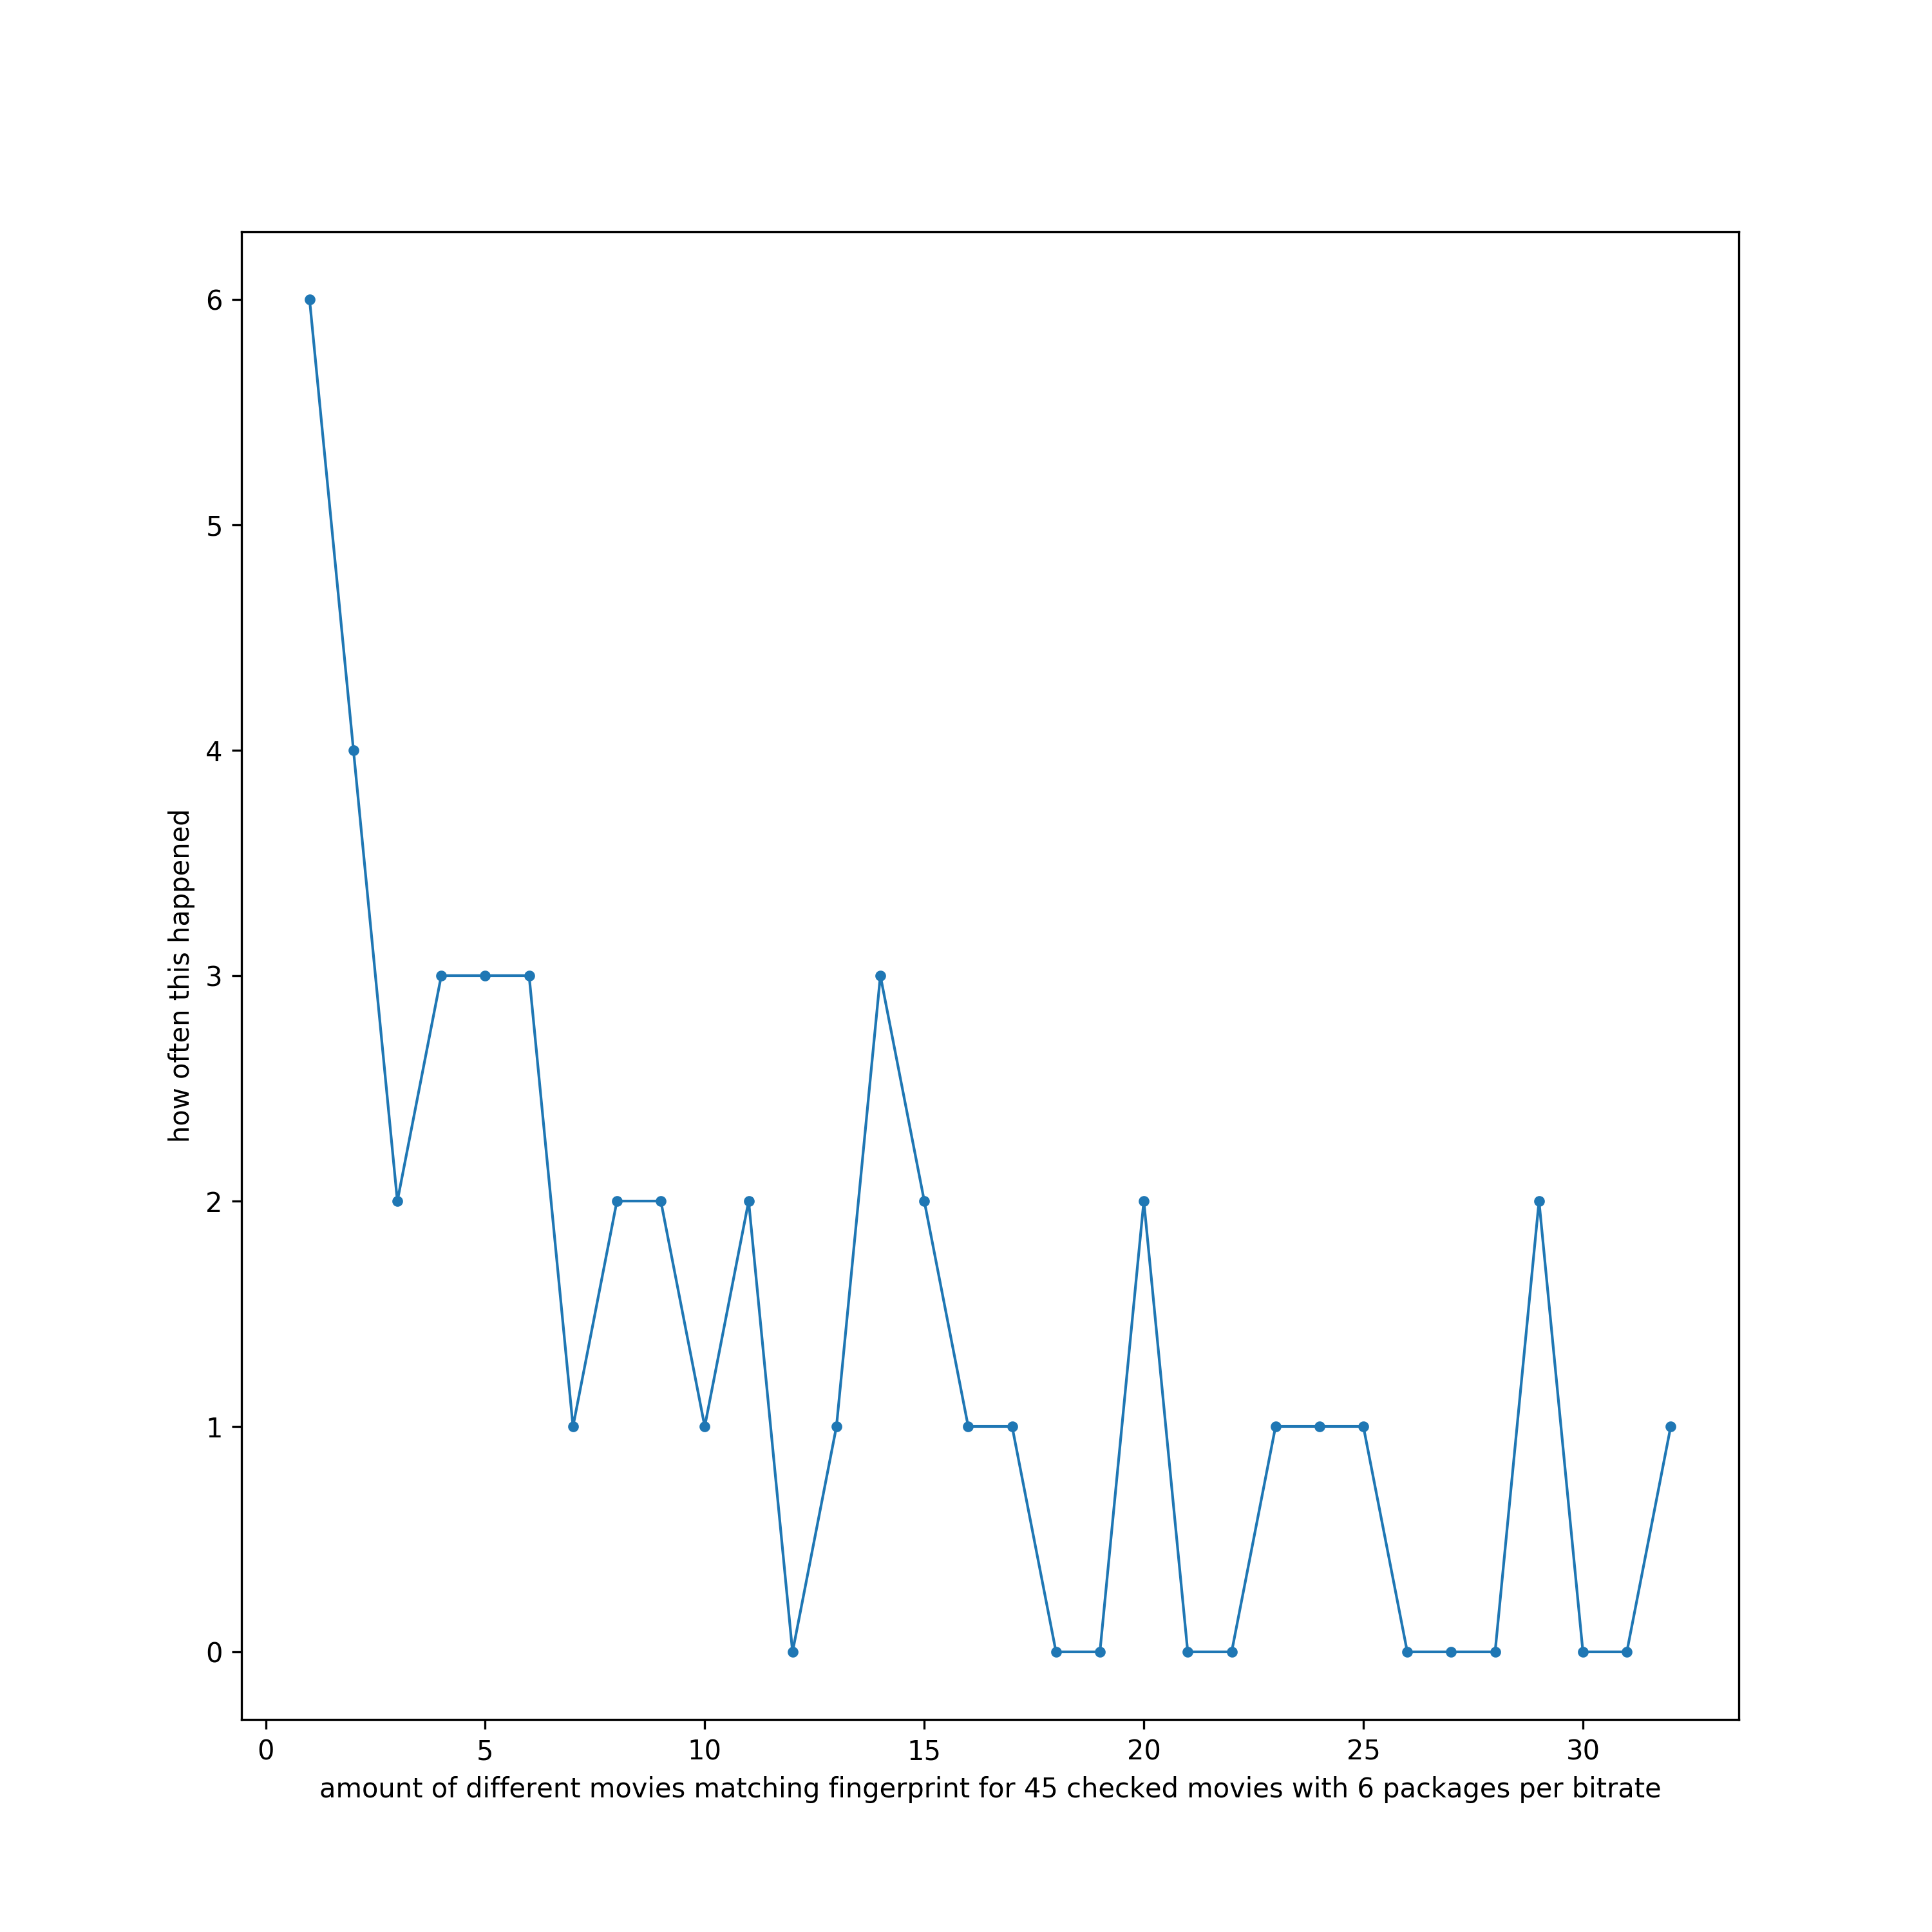 6
5
4
3
2
1
0
how often this happened
0 5 10 15 20 25 30
amount of different movies matching fingerprint for 45 checked movies with 6 packages per bitrate